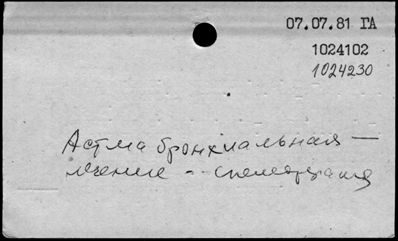 07.07.81 ГА
1024102
1024230
Астма бронхиальная —
лечение - спелеотерапия